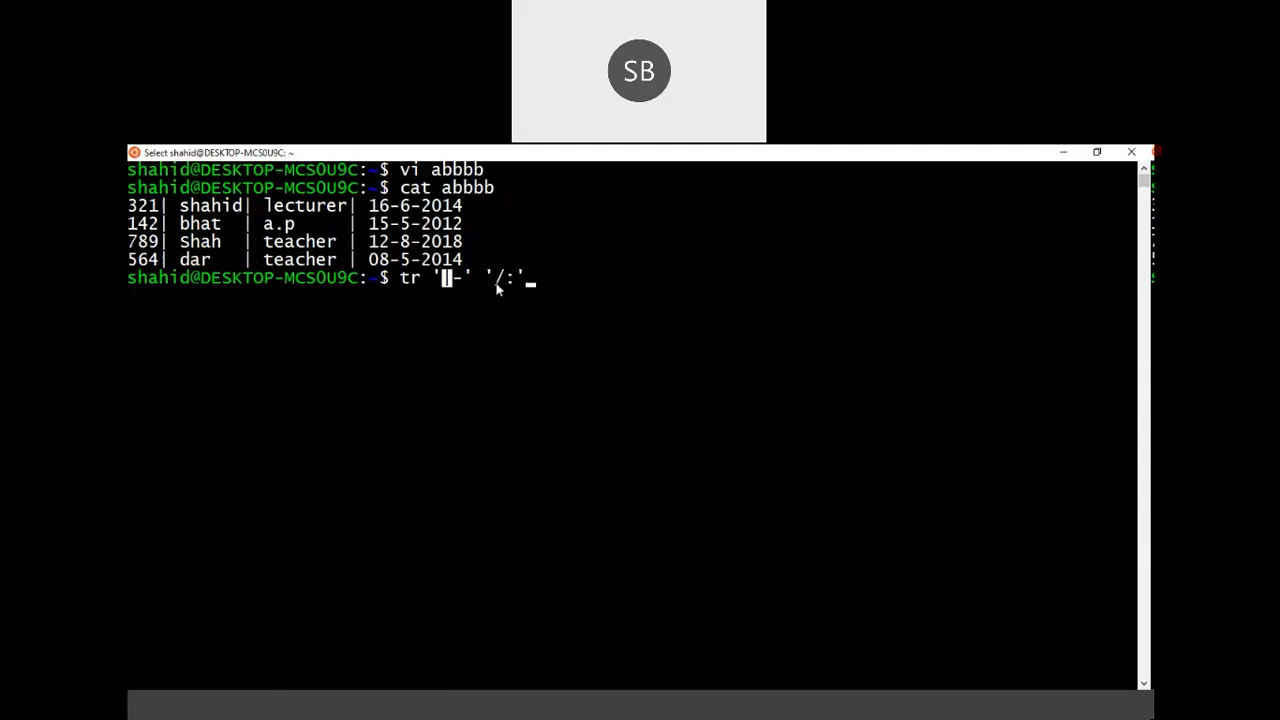 SB
Select shahid@DESKTOP-MCS0U9C: ~
shahid@DESKTOP-MCS0U9C:~$ vi abbbb
shahid@DESKTOP-MCS0U9C:~$ cat abbbb
321| shahid| lecturer| 16-6-2014
142| bhat  | a.p     | 15-5-2012
789| Shah  | teacher | 12-8-2018
564| dar   | teacher | 08-5-2014
shahid@DESKTOP-MCS0U9C:~$ tr '|-' '/:'_